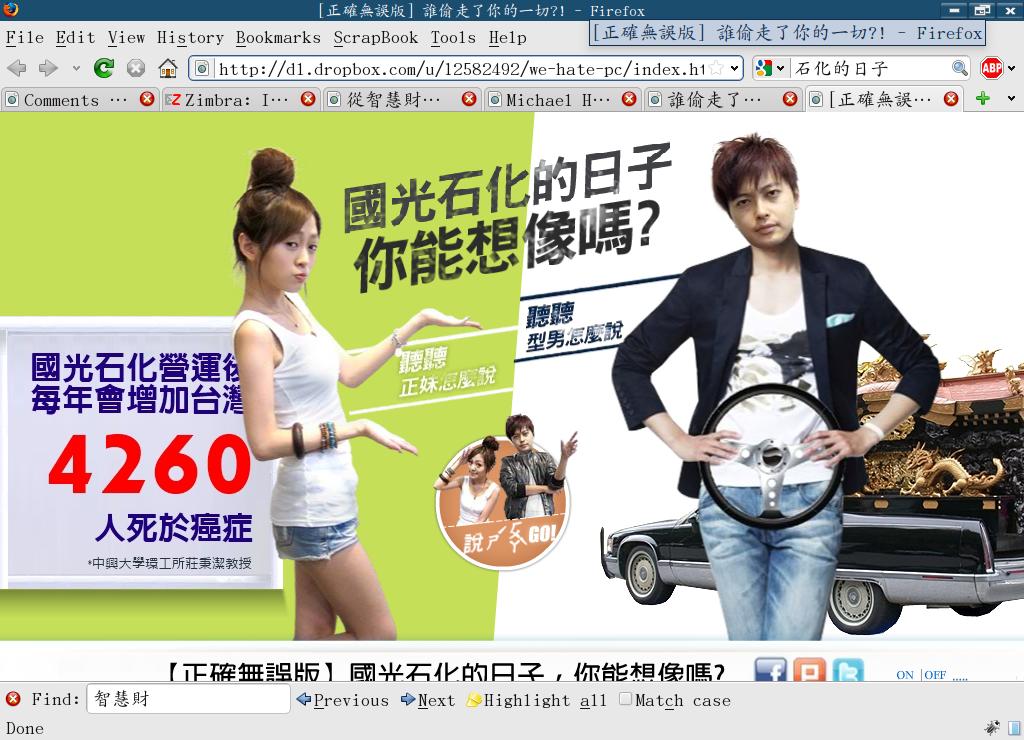 [正確無誤版] 誰偷走了你的一切?! - Firefox
File Edit View History Bookmarks ScrapBook Tools Help
[正確無誤版] 誰偷走了你的一切?! - Firefox
http://dl.dropbox.com/u/12582492/we-hate-pc/index.ht
石化的日子
ABP
Comments ...
Zimbra: I...
從智慧財...
Michael H...
誰偷走了...
[正確無誤...
國光石化的日子
你能想像嗎?
聽聽
型男怎麼說
聽聽
正妹怎麼說
國光石化營運後
每年會增加台灣
4260
人死於癌症
*中興大學環工所莊秉潔教授
GO!
【正確無誤版】國光石化的日子，你能想像嗎?
ON | OFF .....
Find: 智慧財 Previous Next Highlight all Match case
Done